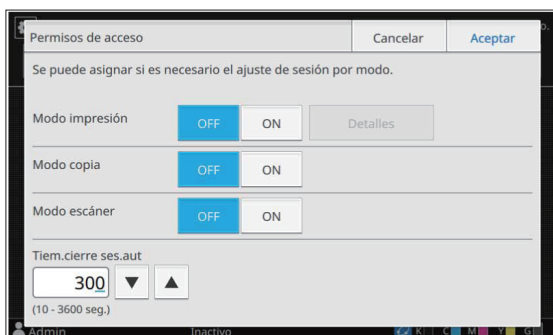 Permisos de acceso
Cancelar
Aceptar
Se puede asignar si es necesario el ajuste de sesión por modo.
Modo impresión
OFF
ON
Detalles
Modo copia
OFF
ON
Modo escáner
OFF
ON
Tiem.cierre ses.aut
300
(10 - 3600 seg.)
Admin
Inactivo
K
C
M
Y
G